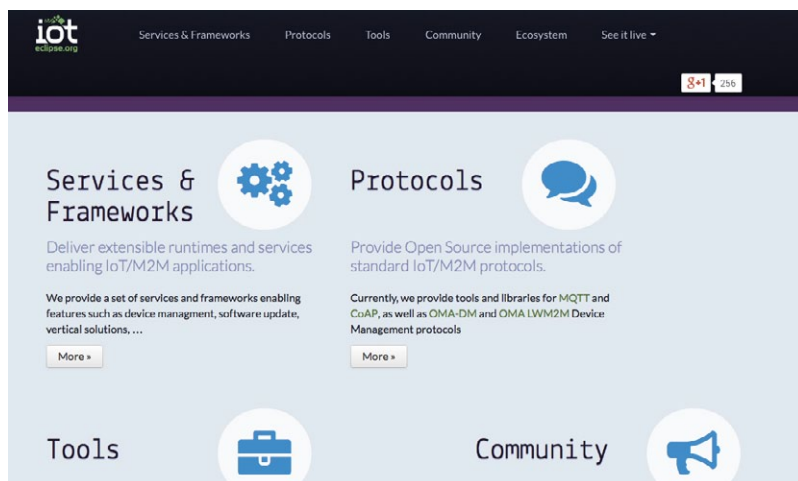 iot
eclipse.org
Services & Frameworks Protocols Tools Community Ecosystem See it live
g+1 256
Services &
Frameworks
Deliver extensible runtimes and services
enabling IoT/M2M applications.
We provide a set of services and frameworks enabling
features such as device managment, software update,
vertical solutions, ...
More »
Protocols
Provide Open Source implementations of
standard IoT/M2M protocols.
Currently, we provide tools and libraries for MQTT and
CoAP, as well as OMA-DM and OMA LWM2M Device
Management protocols
More »
Tools
Community